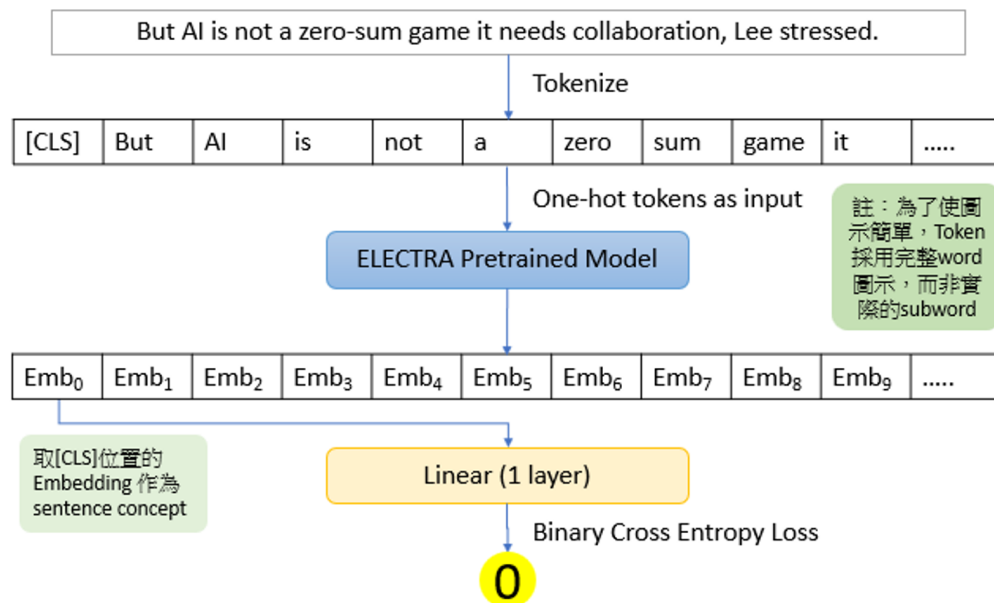 But AI is not a zero-sum game it needs collaboration, Lee stressed.
Tokenize
[CLS] But AI is not a zero sum game it .....
One-hot tokens as input
註：為了使圖
示簡單，Token
採用完整word
圖示，而非實
際的subword
ELECTRA Pretrained Model
Emb₀ Emb₁ Emb₂ Emb₃ Emb₄ Emb₅ Emb₆ Emb₇ Emb₈ Emb₉ .....
取[CLS]位置的
Embedding 作為
sentence concept
Linear (1 layer)
Binary Cross Entropy Loss
0